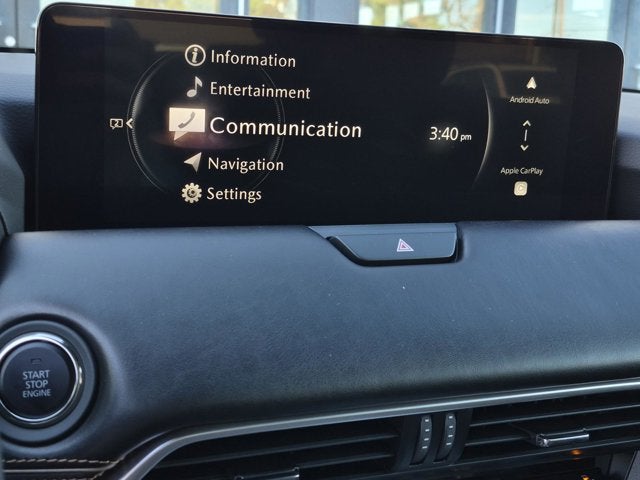 Information
Entertainment
Communication
Navigation
Settings
3:40 pm
Android Auto
Apple CarPlay
START
STOP
ENGINE